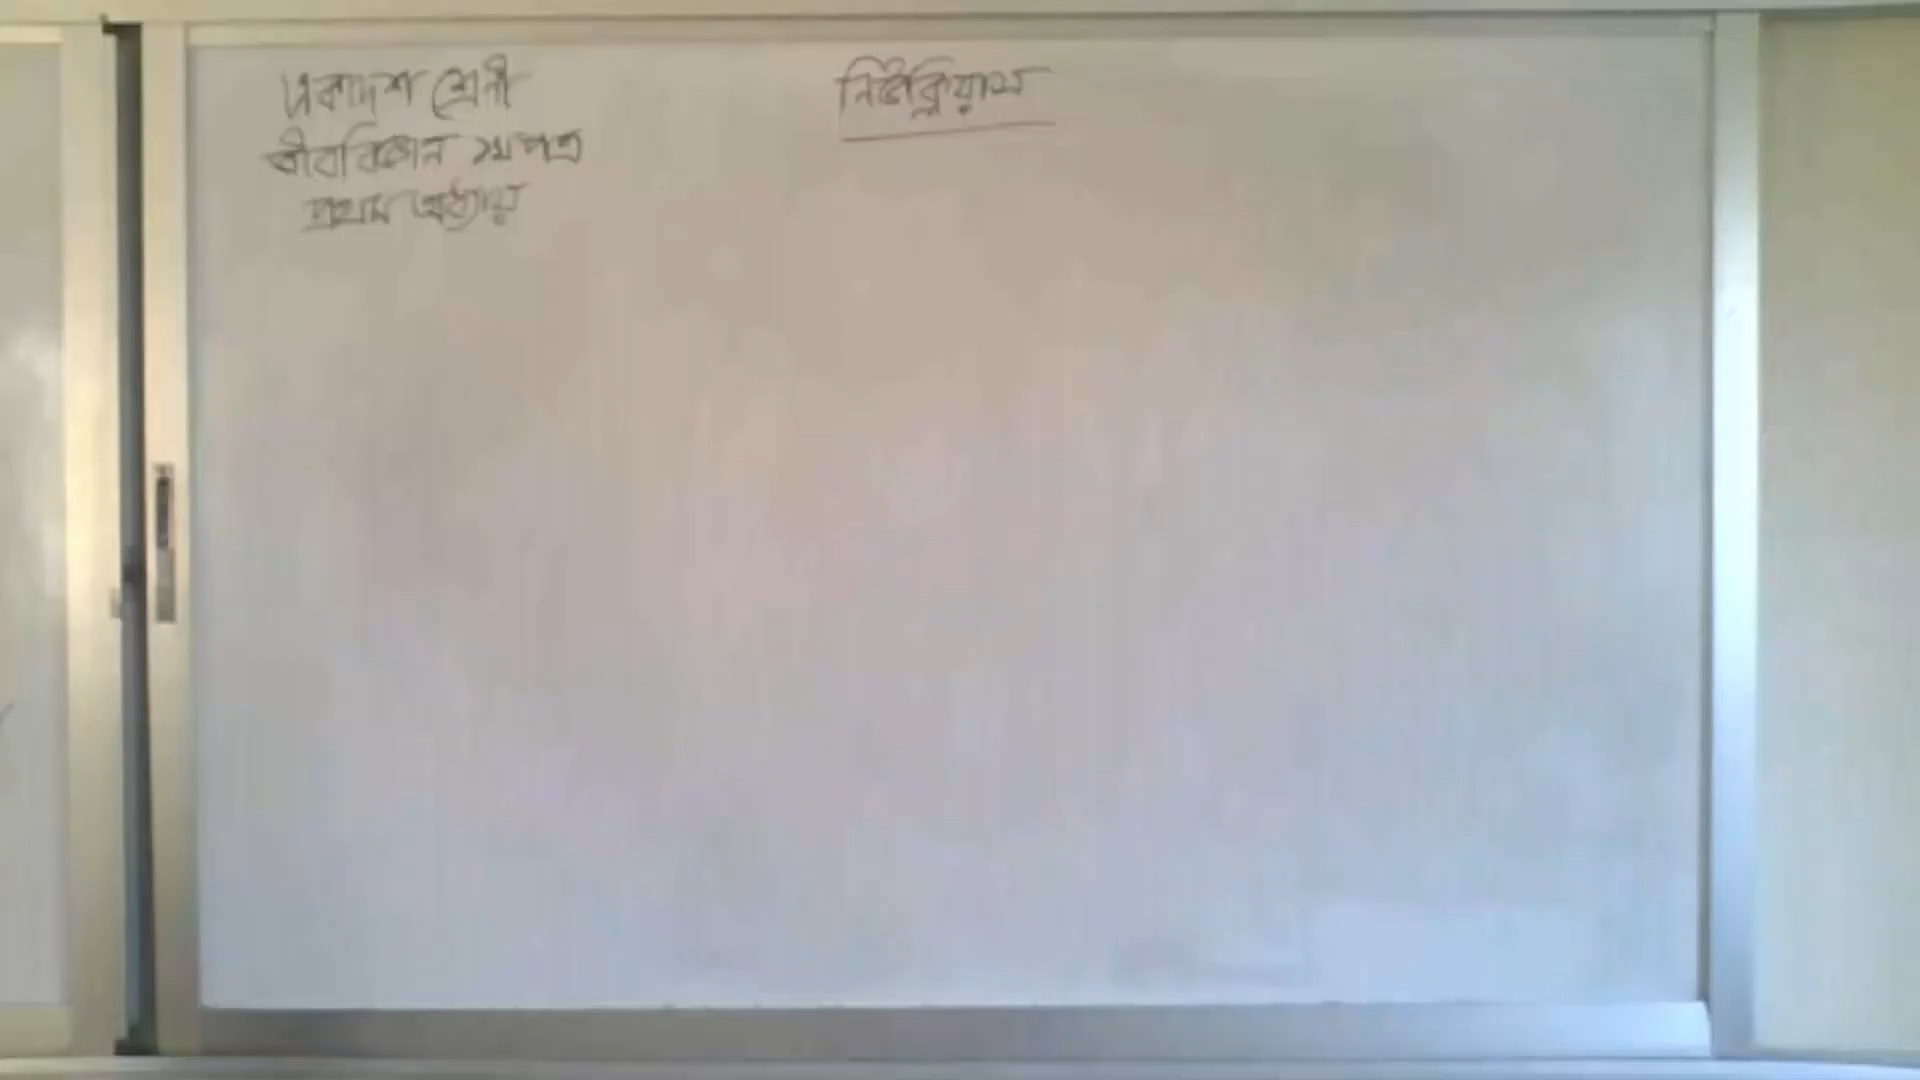 একাদশ শ্রেনী
জীববিজ্ঞান ১ম পত্র
প্রথম অধ্যায়
নিউক্লিয়াস